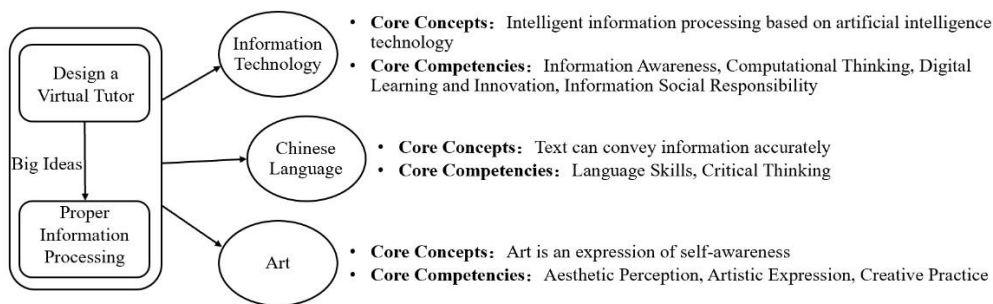 Design a
Virtual Tutor
Big Ideas
Proper
Information
Processing
Information
Technology
• Core Concepts：Intelligent information processing based on artificial intelligence
technology
• Core Competencies：Information Awareness, Computational Thinking, Digital
Learning and Innovation, Information Social Responsibility
Chinese
Language
• Core Concepts：Text can convey information accurately
• Core Competencies：Language Skills, Critical Thinking
Art
• Core Concepts：Art is an expression of self-awareness
• Core Competencies：Aesthetic Perception, Artistic Expression, Creative Practice